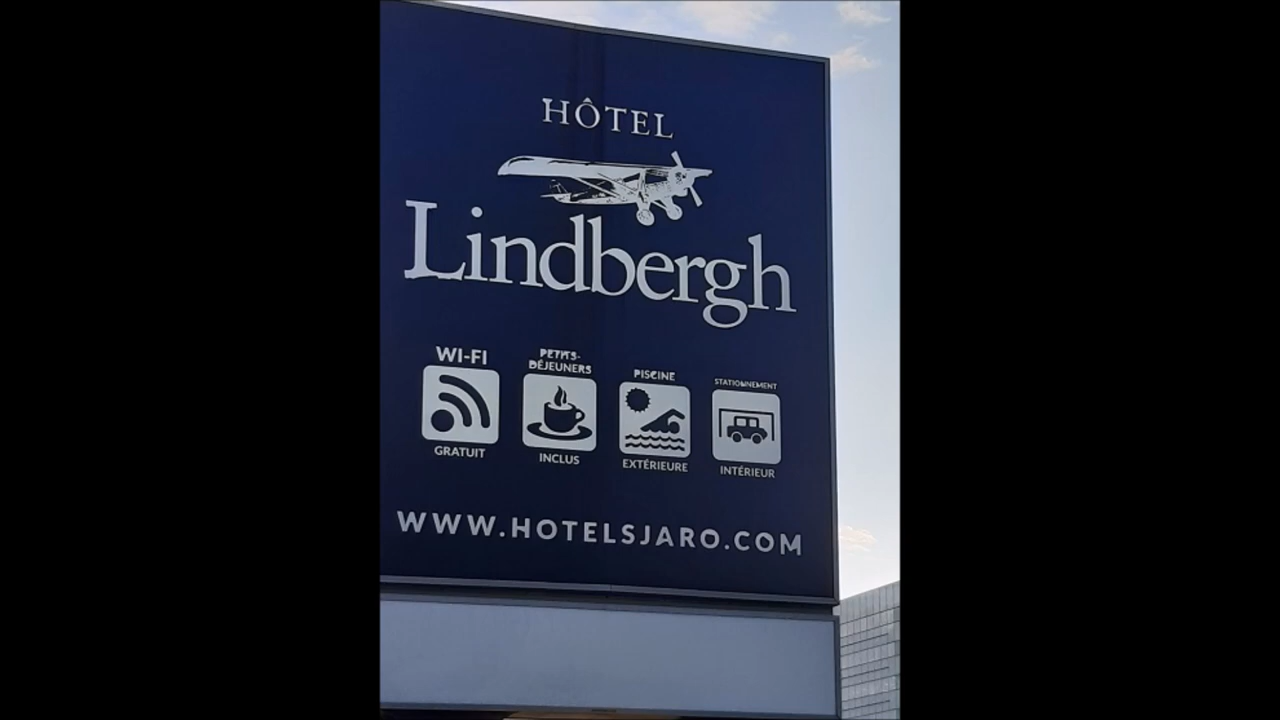 HÔTEL
Lindbergh
WI-FI
GRATUIT
PETITS-
DÉJEUNERS
INCLUS
PISCINE
EXTÉRIEURE
STATIONNEMENT
INTÉRIEUR
WWW.HOTELSJARO.COM